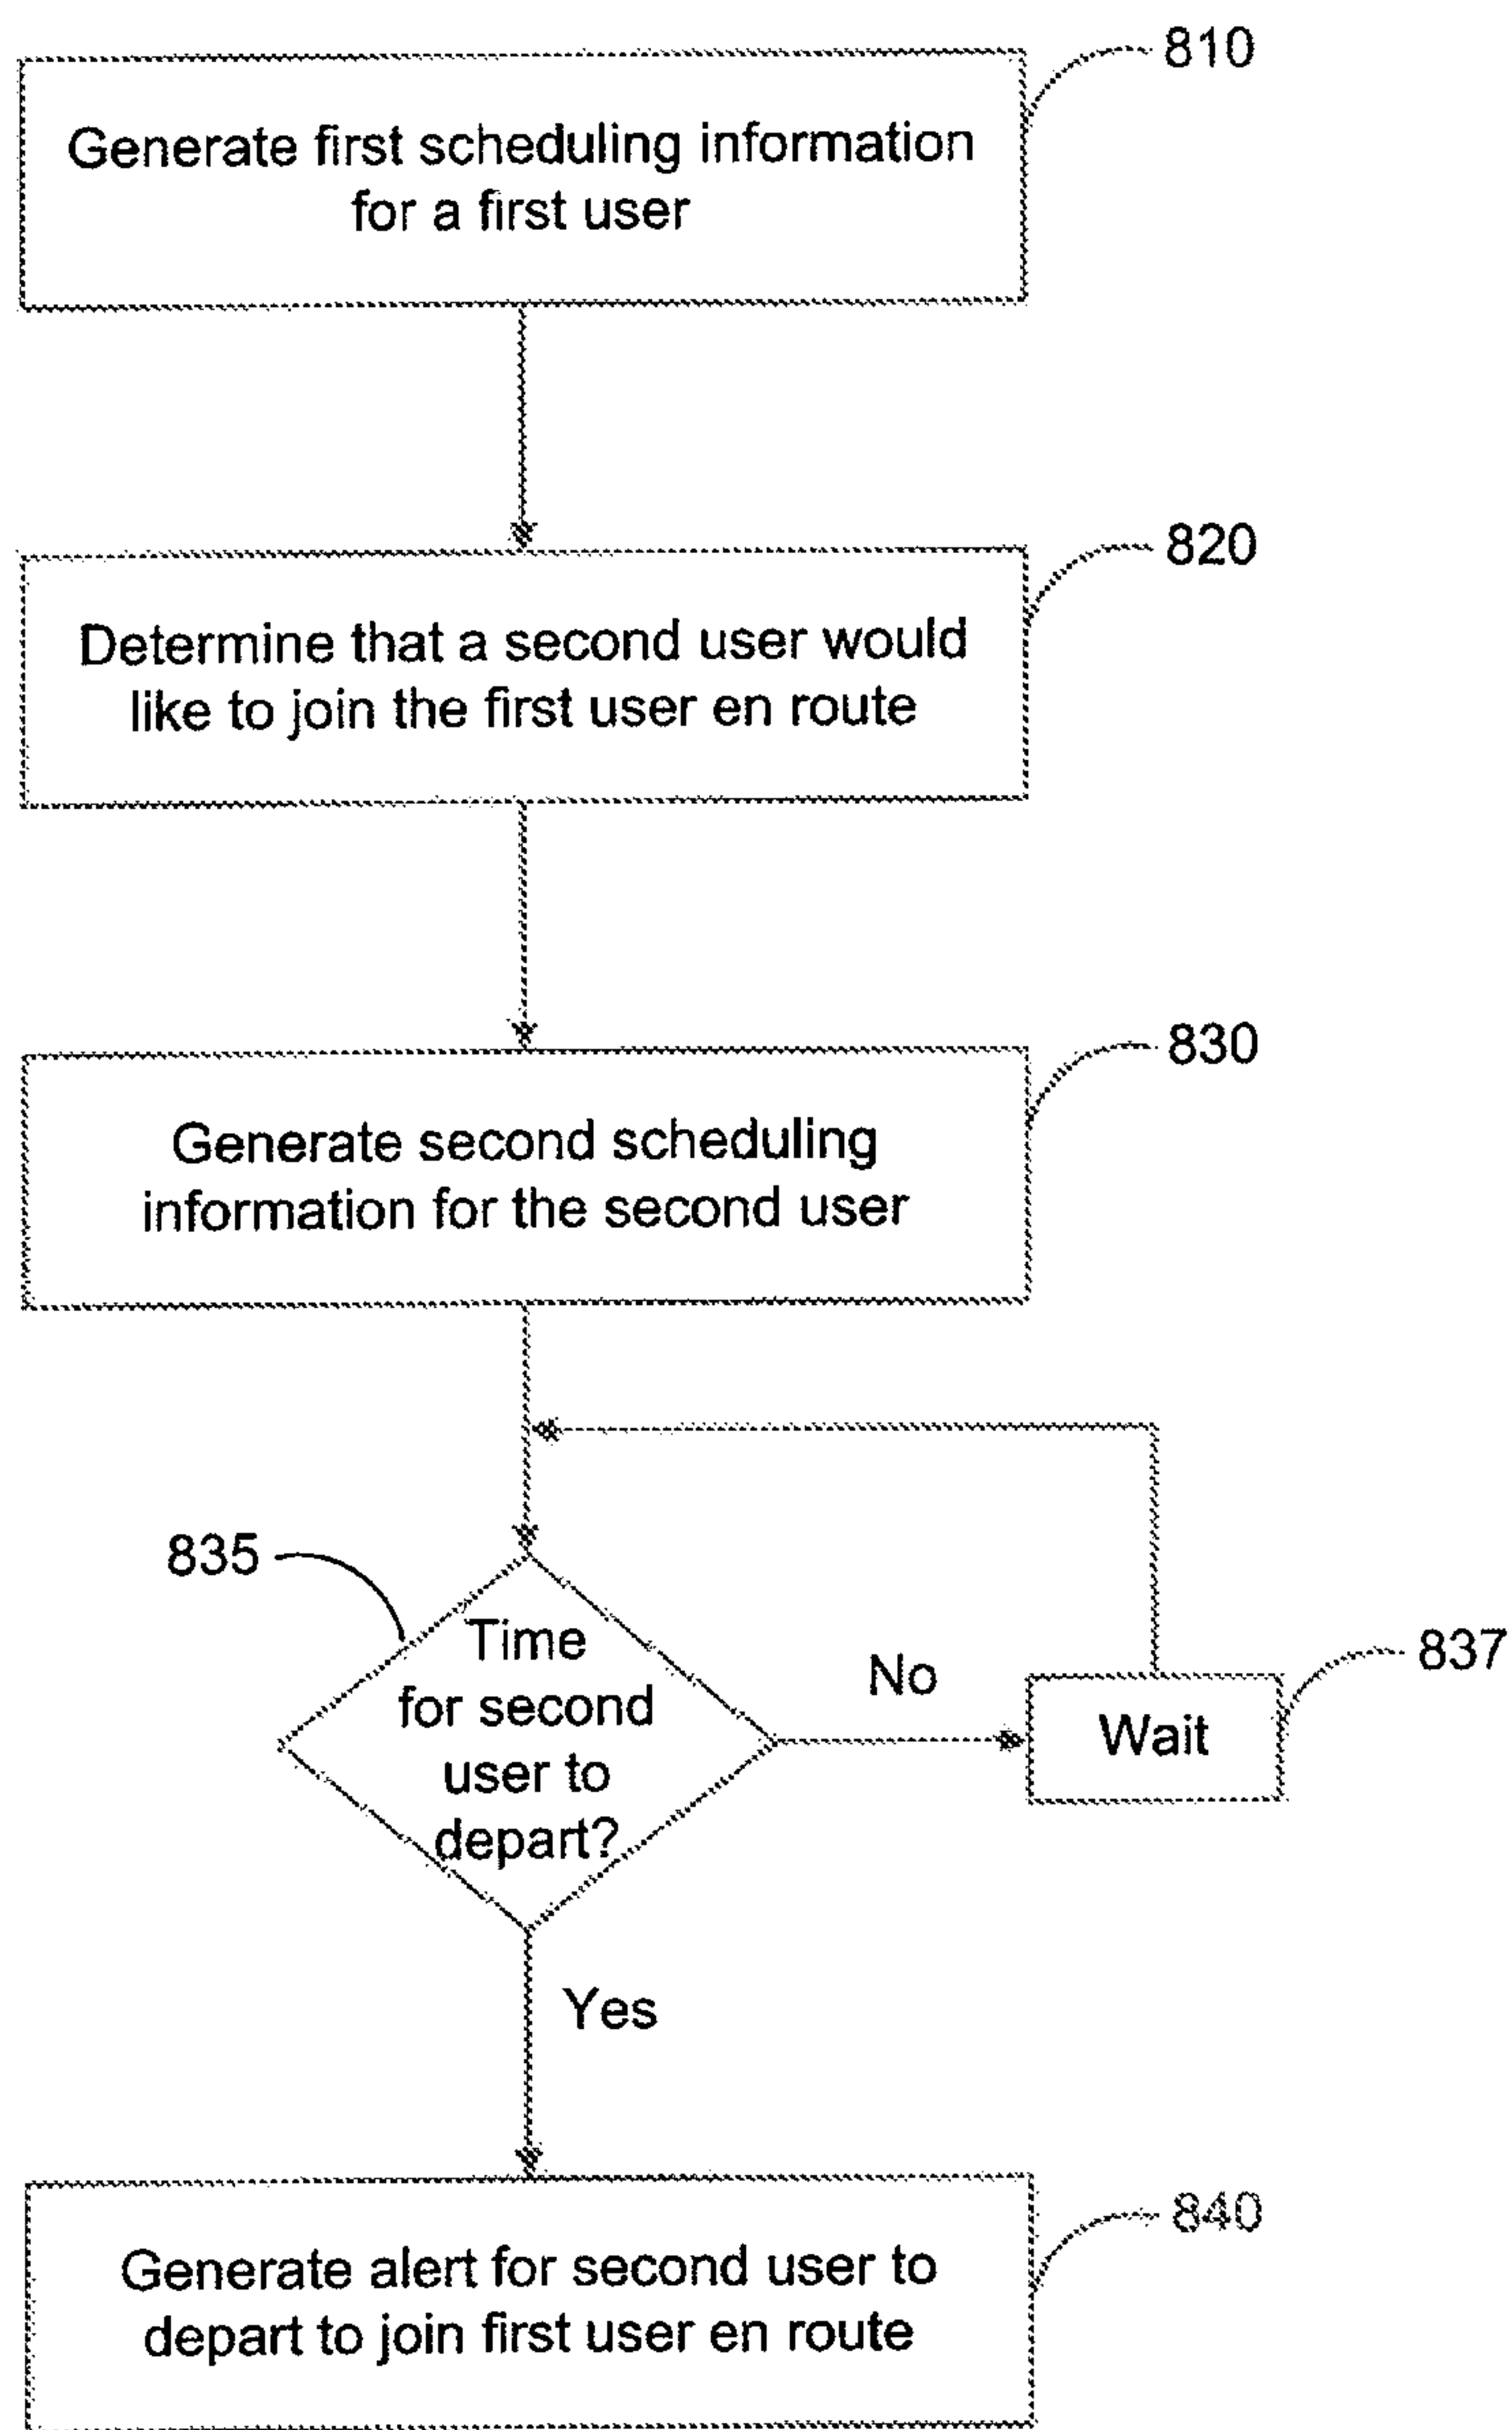 810
Generate first scheduling information
for a first user
820
Determine that a second user would
like to join the first user en route
830
Generate second scheduling
information for the second user
835
Time
for second
user to
depart?
No
Wait
837
Yes
840
Generate alert for second user to
depart to join first user en route